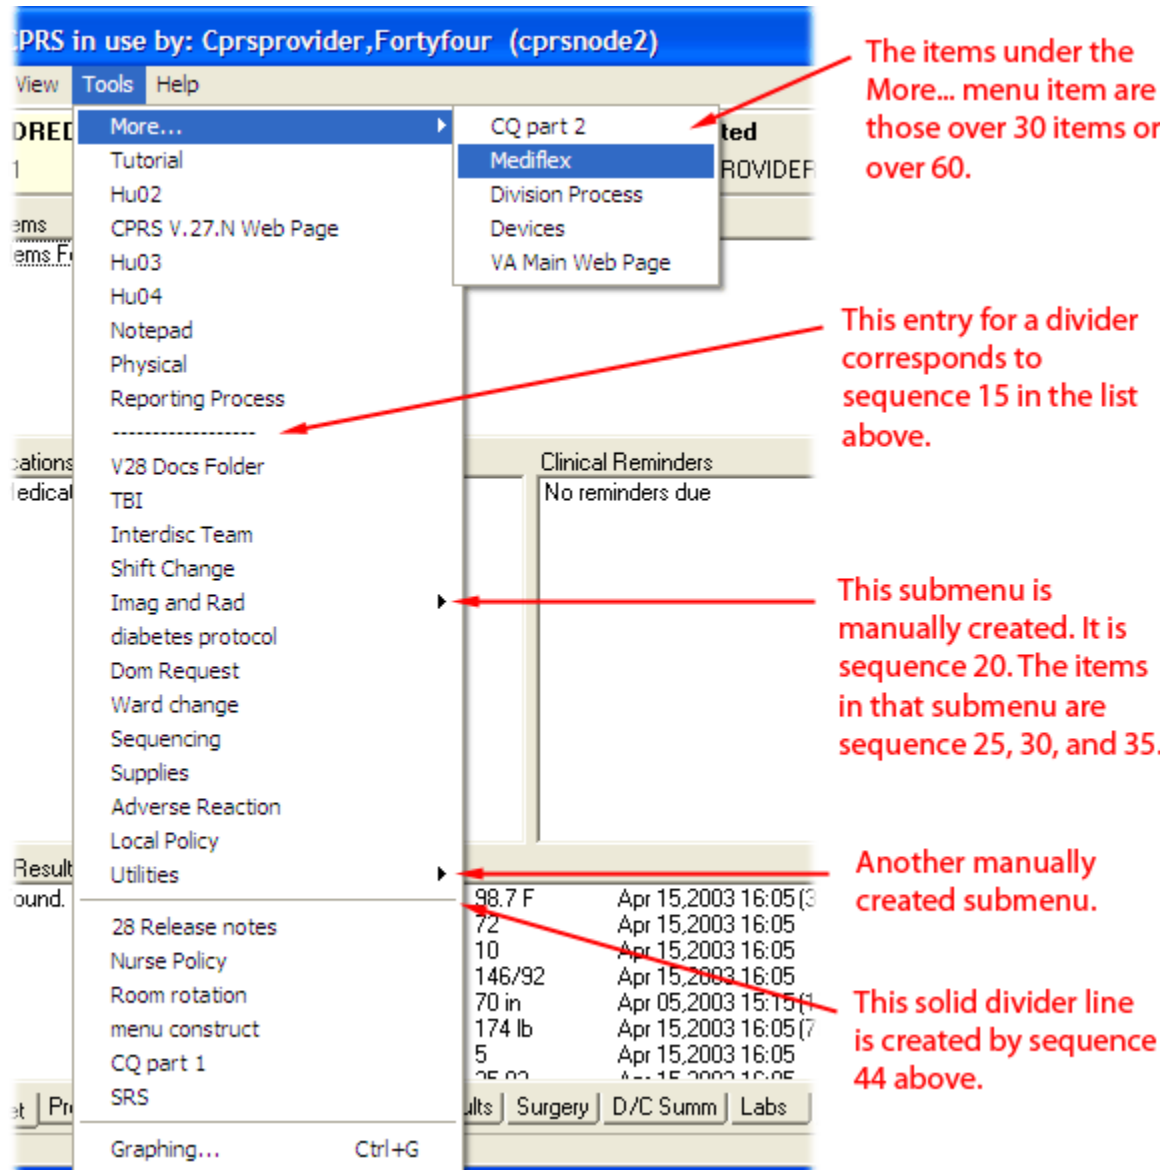 CPRS in use by: Cprsprovider,Fortyfour (cprsnode2)
View Tools Help
More...
Tutorial
Hu02
CPRS V.27.N Web Page
Hu03
Hu04
Notepad
Physical
Reporting Process
------------------
V28 Docs Folder
TBI
Interdisc Team
Shift Change
Imag and Rad
diabetes protocol
Dom Request
Ward change
Sequencing
Supplies
Adverse Reaction
Local Policy
Utilities
28 Release notes
Nurse Policy
Room rotation
menu construct
CQ part 1
SRS
Graphing... Ctrl+G
CQ part 2
Mediflex
Division Process
Devices
VA Main Web Page
Clinical Reminders
No reminders due
98.7 F Apr 15,2003 16:05 (3
72 Apr 15,2003 16:05
10 Apr 15,2003 16:05
146/92 Apr 15,2003 16:05
70 in Apr 05,2003 15:15 (1
174 lb Apr 15,2003 16:05 (7
5 Apr 15,2003 16:05
Surgery D/C Summ Labs
The items under the
More... menu item are
those over 30 items or
over 60.
This entry for a divider
corresponds to
sequence 15 in the list
above.
This submenu is
manually created. It is
sequence 20. The items
in that submenu are
sequence 25, 30, and 35.
Another manually
created submenu.
This solid divider line
is created by sequence
44 above.